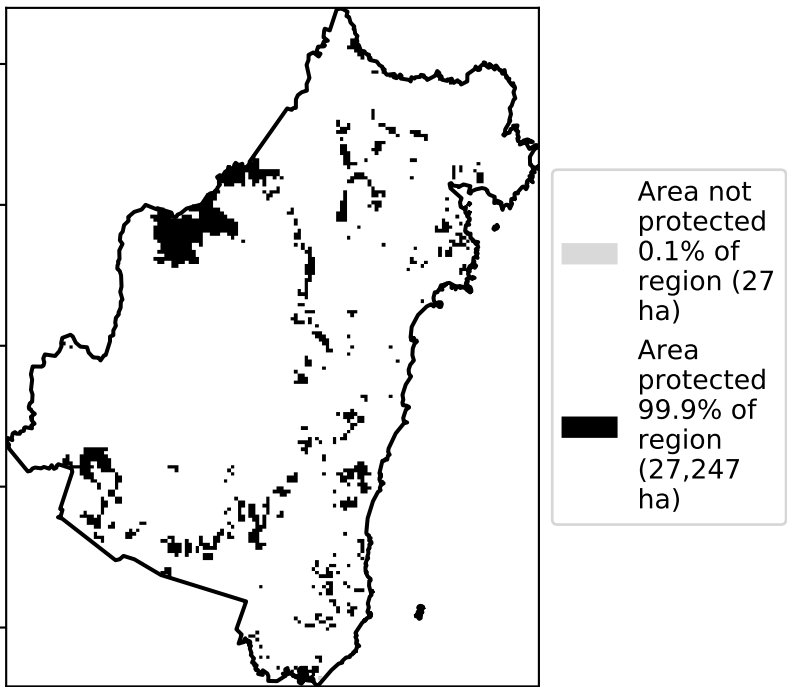 Area not
protected
0.1% of
region (27
ha)
Area
protected
99.9% of
region
(27,247
ha)